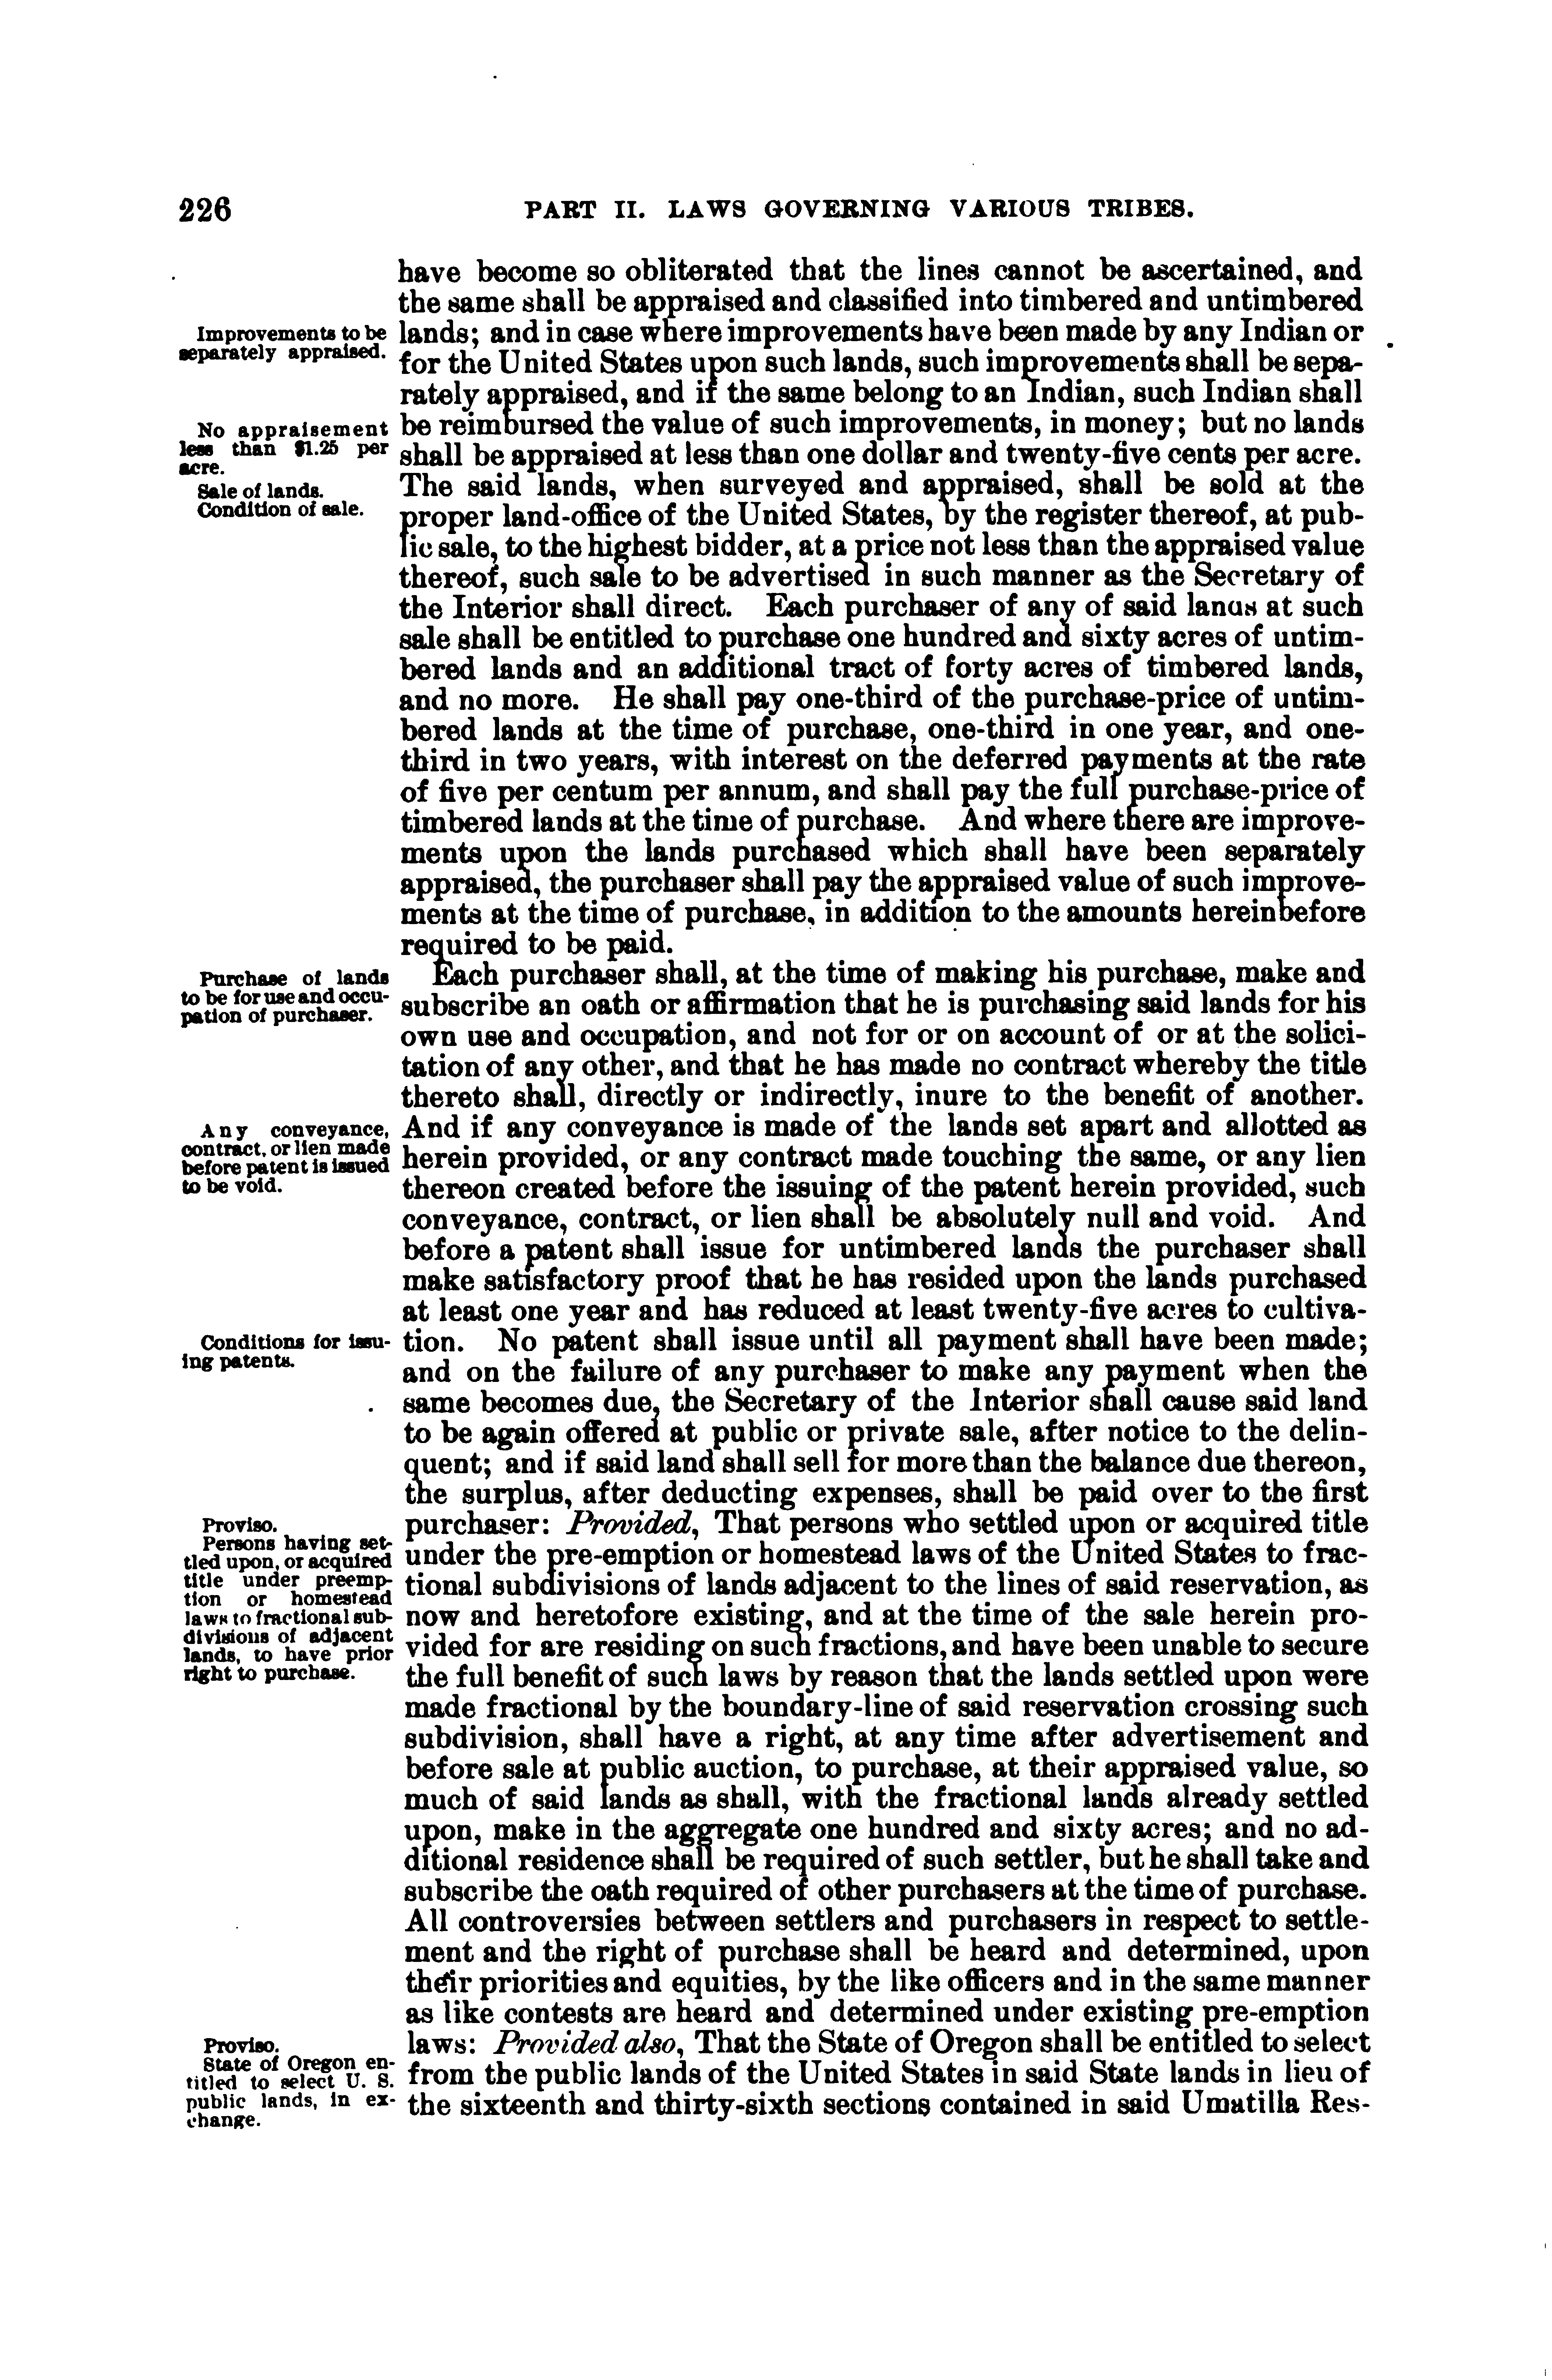 226
PART II. LAWS GOVERNING VARIOUS TRIBES.
have become so obliterated that the lines cannot be ascertained, and
the same shall be appraised and classified into timbered and untimbered
Improvements to be
separately appraised.
lands; and in case where improvements have been made by any Indian or
for the United States upon such lands, such improvements shall be sepa-
rately appraised, and if the same belong to an Indian, such Indian shall
No appraisement
less than $1.25 per
acre.
be reimbursed the value of such improvements, in money; but no lands
shall be appraised at less than one dollar and twenty-five cents per acre.
Sale of lands.
Condition of sale.
The said lands, when surveyed and appraised, shall be sold at the
proper land-office of the United States, by the register thereof, at pub-
lic sale, to the highest bidder, at a price not less than the appraised value
thereof, such sale to be advertised in such manner as the Secretary of
the Interior shall direct. Each purchaser of any of said lands at such
sale shall be entitled to purchase one hundred and sixty acres of untim-
bered lands and an additional tract of forty acres of timbered lands,
and no more. He shall pay one-third of the purchase-price of untim-
bered lands at the time of purchase, one-third in one year, and one-
third in two years, with interest on the deferred payments at the rate
of five per centum per annum, and shall pay the full purchase-price of
timbered lands at the time of purchase. And where there are improve-
ments upon the lands purchased which shall have been separately
appraised, the purchaser shall pay the appraised value of such improve-
ments at the time of purchase, in addition to the amounts hereinbefore
required to be paid.
Purchase of lands
to be for use and occu-
pation of purchaser.
Each purchaser shall, at the time of making his purchase, make and
subscribe an oath or affirmation that he is purchasing said lands for his
own use and occupation, and not for or on account of or at the solici-
tation of any other, and that he has made no contract whereby the title
thereto shall, directly or indirectly, inure to the benefit of another.
Any conveyance,
contract, or lien made
before patent is issued
to be void.
And if any conveyance is made of the lands set apart and allotted as
herein provided, or any contract made touching the same, or any lien
thereon created before the issuing of the patent herein provided, such
conveyance, contract, or lien shall be absolutely null and void. And
before a patent shall issue for untimbered lands the purchaser shall
make satisfactory proof that he has resided upon the lands purchased
at least one year and has reduced at least twenty-five acres to cultiva-
Conditions for issu-
ing patents.
tion. No patent shall issue until all payment shall have been made;
and on the failure of any purchaser to make any payment when the
same becomes due, the Secretary of the Interior shall cause said land
to be again offered at public or private sale, after notice to the delin-
quent; and if said land shall sell for more than the balance due thereon,
the surplus, after deducting expenses, shall be paid over to the first
Proviso.
Persons having set-
tled upon, or acquired
title under preemp-
tion or homestead
laws to fractional sub-
divisions of adjacent
lands, to have prior
right to purchase.
purchaser: Provided, That persons who settled upon or acquired title
under the pre-emption or homestead laws of the United States to frac-
tional subdivisions of lands adjacent to the lines of said reservation, as
now and heretofore existing, and at the time of the sale herein pro-
vided for are residing on such fractions, and have been unable to secure
the full benefit of such laws by reason that the lands settled upon were
made fractional by the boundary-line of said reservation crossing such
subdivision, shall have a right, at any time after advertisement and
before sale at public auction, to purchase, at their appraised value, so
much of said lands as shall, with the fractional lands already settled
upon, make in the aggregate one hundred and sixty acres; and no ad-
ditional residence shall be required of such settler, but he shall take and
subscribe the oath required of other purchasers at the time of purchase.
All controversies between settlers and purchasers in respect to settle-
ment and the right of purchase shall be heard and determined, upon
their priorities and equities, by the like officers and in the same manner
as like contests are heard and determined under existing pre-emption
Proviso.
State of Oregon en-
titled to select U. S.
public lands, in ex-
change.
laws: Provided also, That the State of Oregon shall be entitled to select
from the public lands of the United States in said State lands in lieu of
the sixteenth and thirty-sixth sections contained in said Umatilla Res-